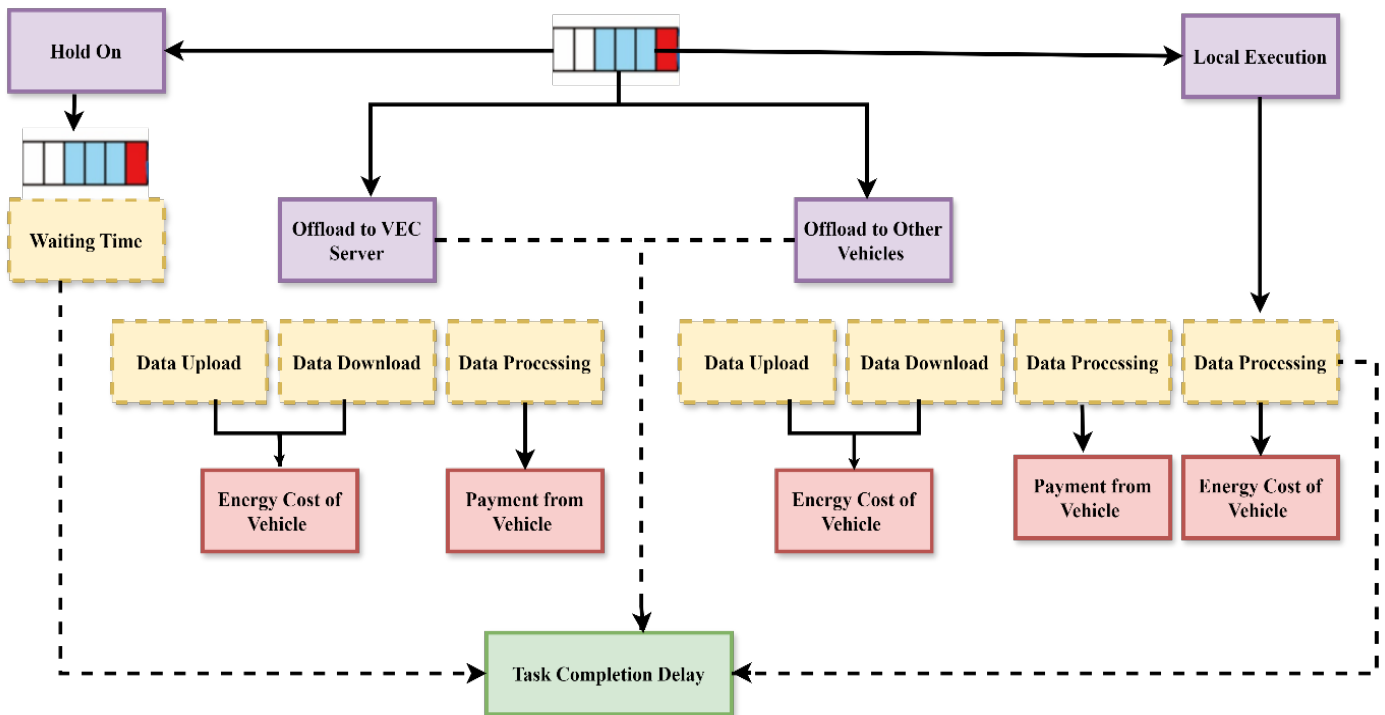 Hold On
Local Execution
Waiting Time
Offload to VEC
Server
Offload to Other
Vehicles
Data Upload
Data Download
Data Processing
Data Upload
Data Download
Data Processing
Data Processing
Energy Cost of
Vehicle
Payment from
Vehicle
Energy Cost of
Vehicle
Payment from
Vehicle
Energy Cost of
Vehicle
Task Completion Delay